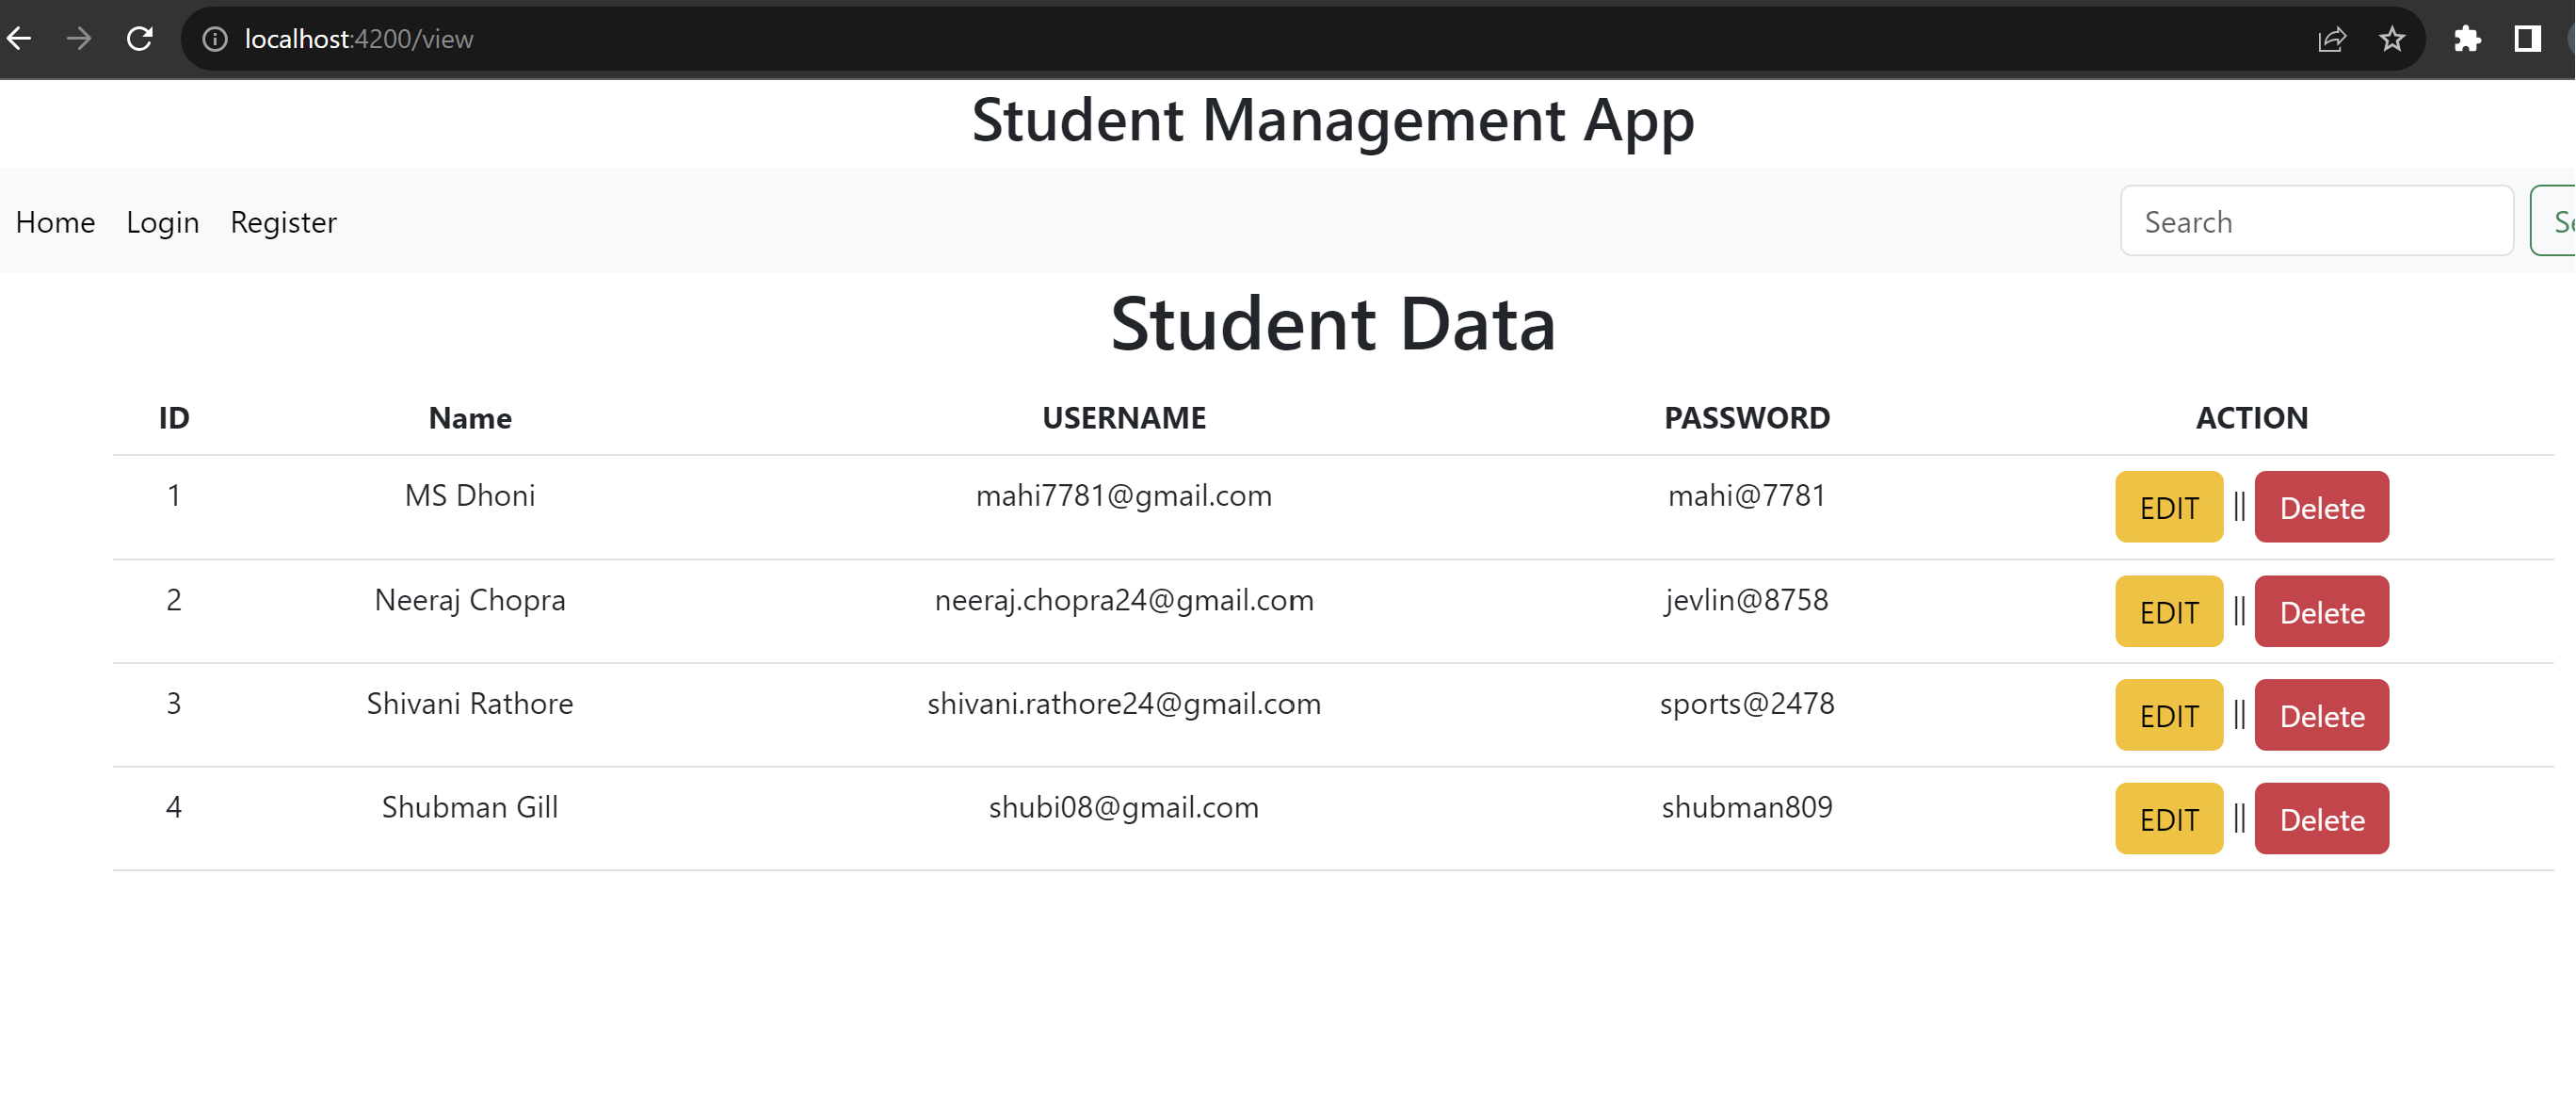 localhost:4200/view
Student Management App
Home Login Register Search Se
Student Data
ID Name USERNAME PASSWORD ACTION
1 MS Dhoni mahi7781@gmail.com mahi@7781 EDIT || Delete
2 Neeraj Chopra neeraj.chopra24@gmail.com jevlin@8758 EDIT || Delete
3 Shivani Rathore shivani.rathore24@gmail.com sports@2478 EDIT || Delete
4 Shubman Gill shubi08@gmail.com shubman809 EDIT || Delete